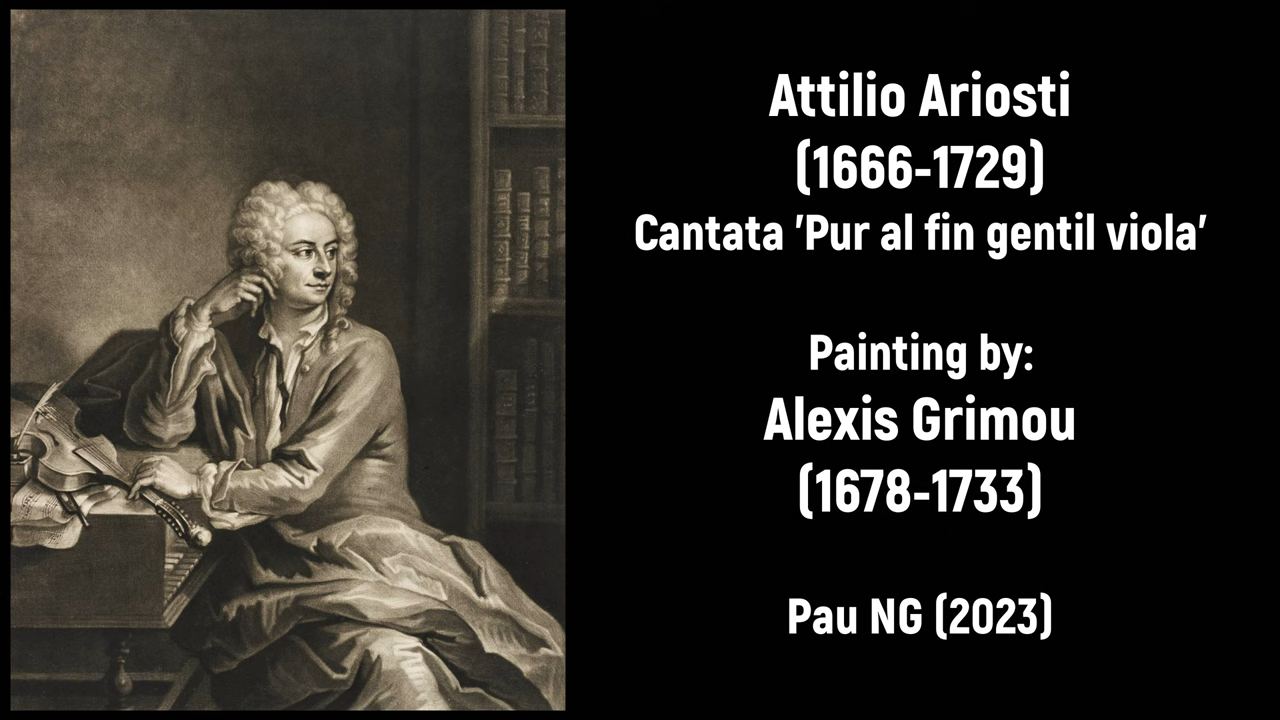 Attilio Ariosti
(1666-1729)
Cantata 'Pur al fin gentil viola'
Painting by:
Alexis Grimou
(1678-1733)
Pau NG (2023)